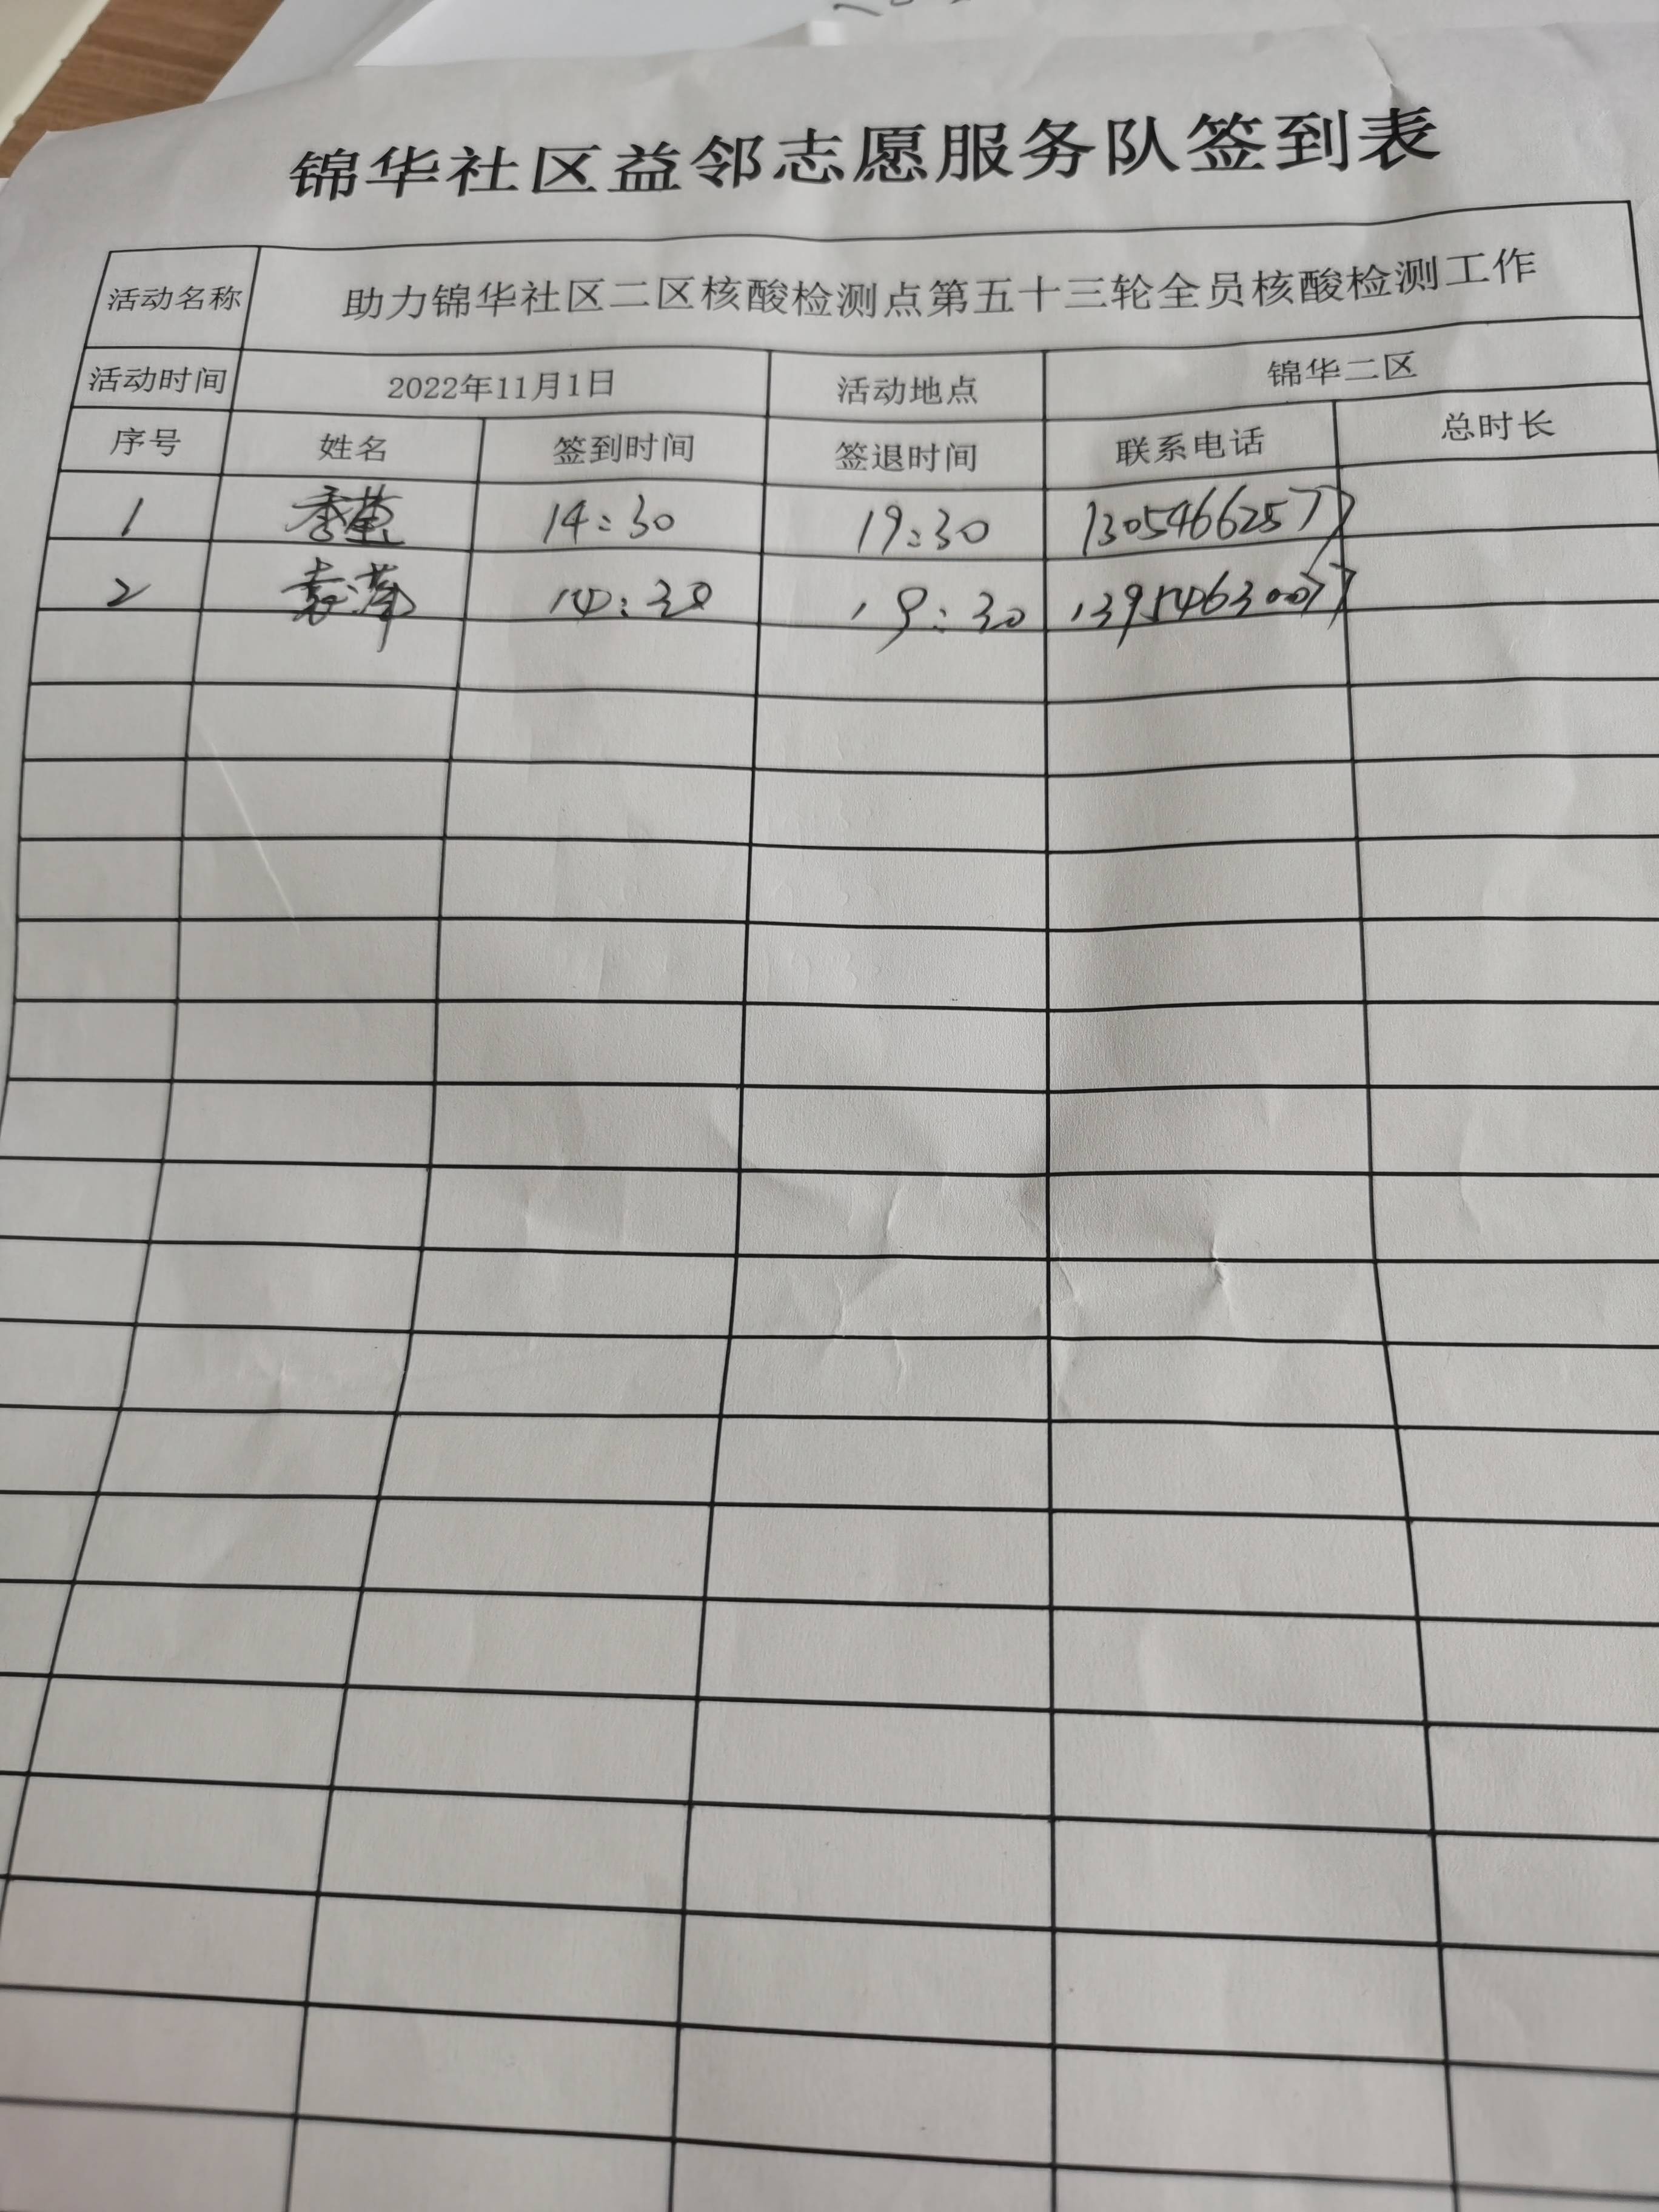 锦华社区益邻志愿服务队签到表
活动名称 助力锦华社区二区核酸检测点第五十三轮全员核酸检测工作
活动时间 2022年11月1日 活动地点 锦华二区
序号 姓名 签到时间 签退时间 联系电话 总时长
1 14:30 19:30 13054662577
2 14:30 19:30 13954630077